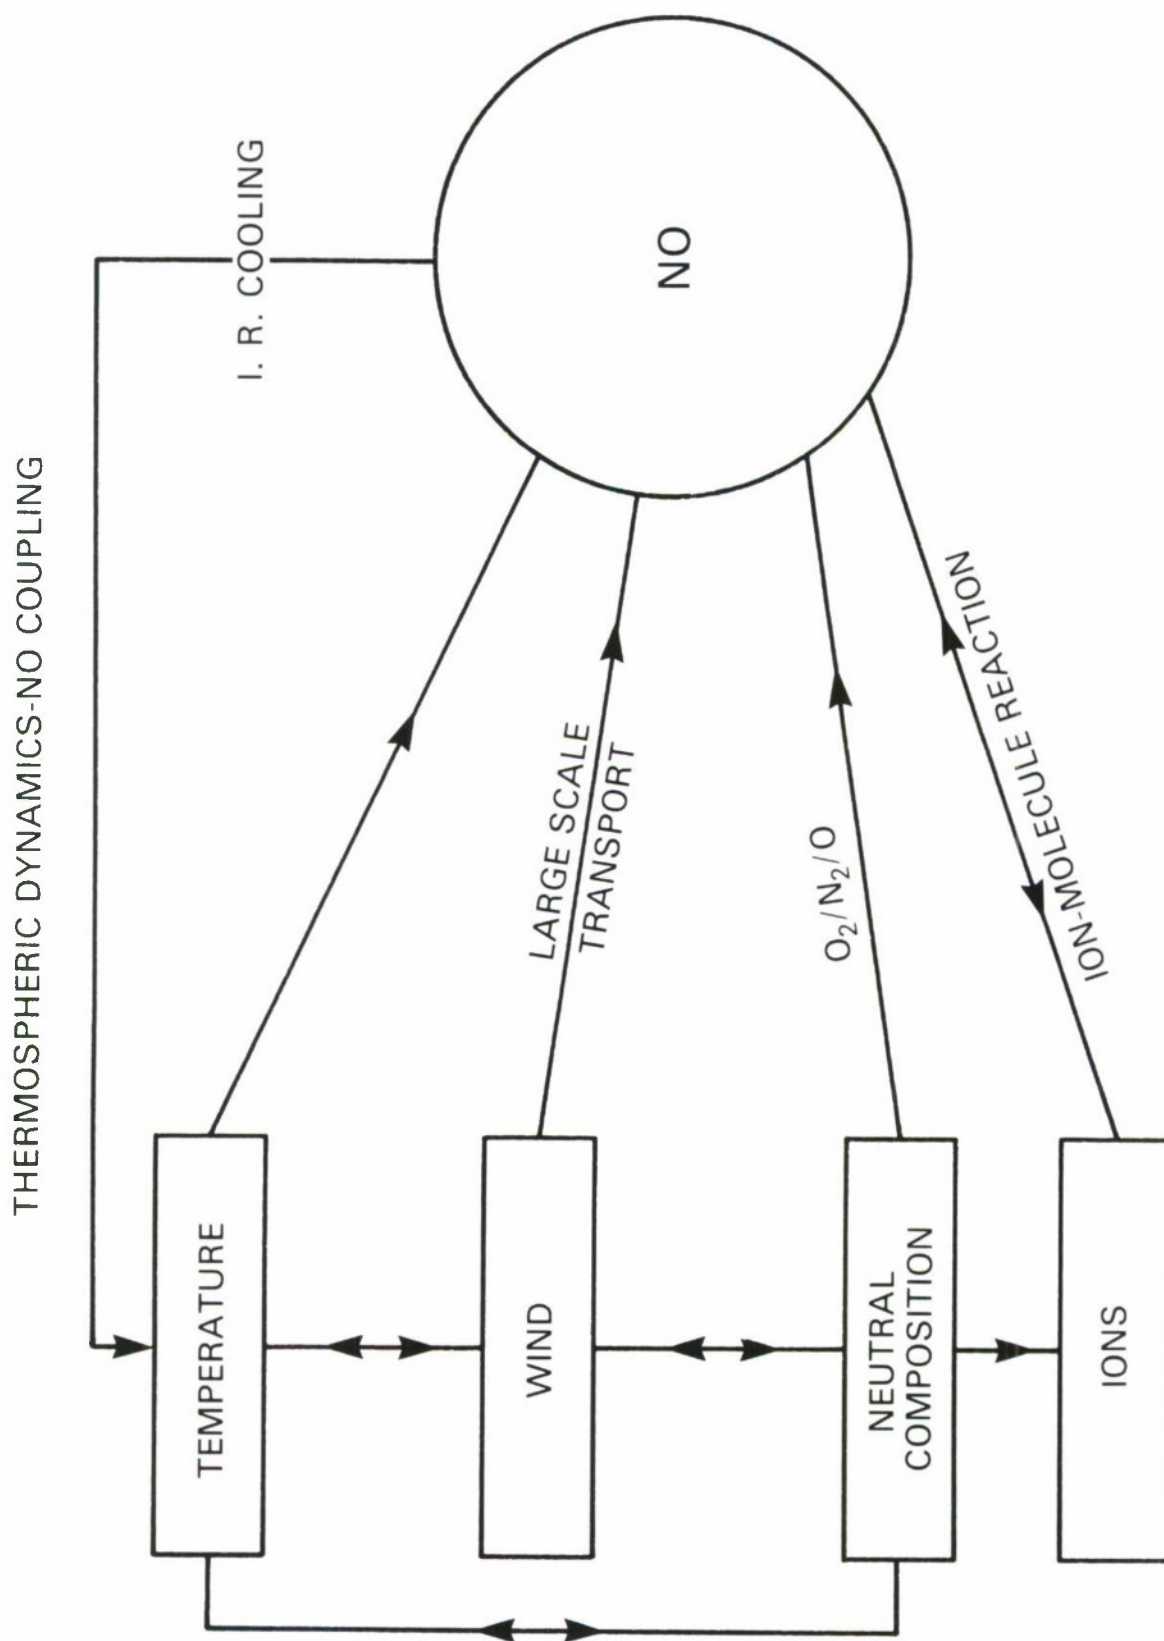 THERMOSPHERIC DYNAMICS-NO COUPLING
I. R. COOLING
TEMPERATURE
LARGE SCALE
TRANSPORT
WIND
NO
O₂/N₂/O
NEUTRAL
COMPOSITION
ION-MOLECULE REACTION
IONS